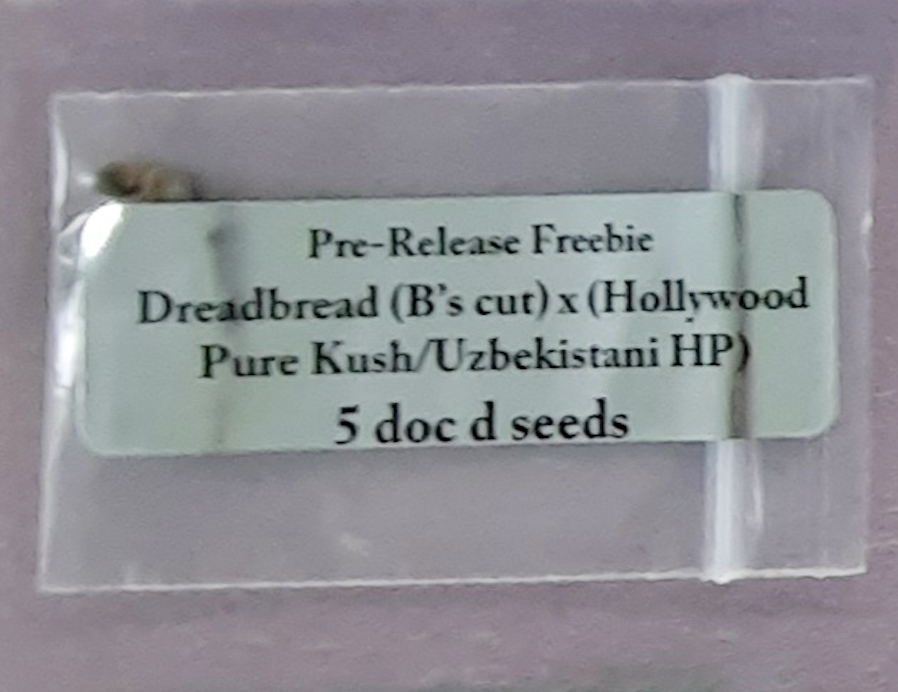 Pre-Release Freebie
Dreadbread (B's cut) x (Hollywood
Pure Kush/Uzbekistani HP)
5 doc d seeds